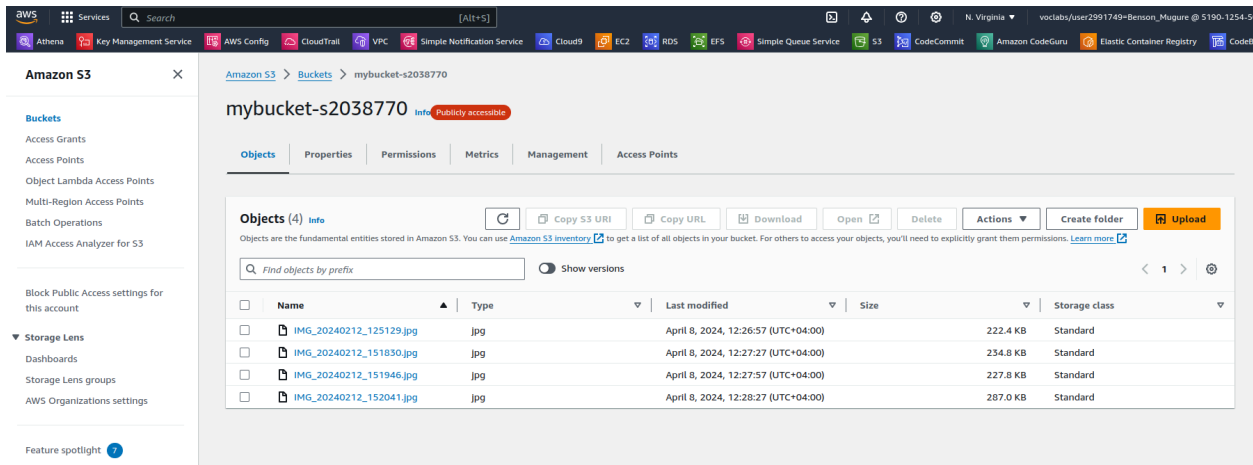 aws Services Search [Alt+S] N. Virginia ▼ voclabs/user2991749=Benson_Mugure @ 5190-1254-5
Athena Key Management Service AWS Config CloudTrail VPC Simple Notification Service Cloud9 EC2 RDS EFS Simple Queue Service S3 CodeCommit Amazon CodeGuru Elastic Container Registry CodeB
Amazon S3
Buckets
Access Grants
Access Points
Object Lambda Access Points
Multi-Region Access Points
Batch Operations
IAM Access Analyzer for S3
Block Public Access settings for
this account
▼ Storage Lens
Dashboards
Storage Lens groups
AWS Organizations settings
Feature spotlight 7
Amazon S3 > Buckets > mybucket-s2038770
mybucket-s2038770 Info Publicly accessible
Objects Properties Permissions Metrics Management Access Points
Objects (4) Info Copy S3 URI Copy URL Download Open Delete Actions ▼ Create folder Upload
Objects are the fundamental entities stored in Amazon S3. You can use Amazon S3 inventory to get a list of all objects in your bucket. For others to access your objects, you'll need to explicitly grant them permissions. Learn more
Find objects by prefix Show versions < 1 >
Name Type Last modified Size Storage class
IMG_20240212_125129.jpg jpg April 8, 2024, 12:26:57 (UTC+04:00) 222.4 KB Standard
IMG_20240212_151830.jpg jpg April 8, 2024, 12:27:27 (UTC+04:00) 234.8 KB Standard
IMG_20240212_151946.jpg jpg April 8, 2024, 12:27:57 (UTC+04:00) 227.8 KB Standard
IMG_20240212_152041.jpg jpg April 8, 2024, 12:28:27 (UTC+04:00) 287.0 KB Standard